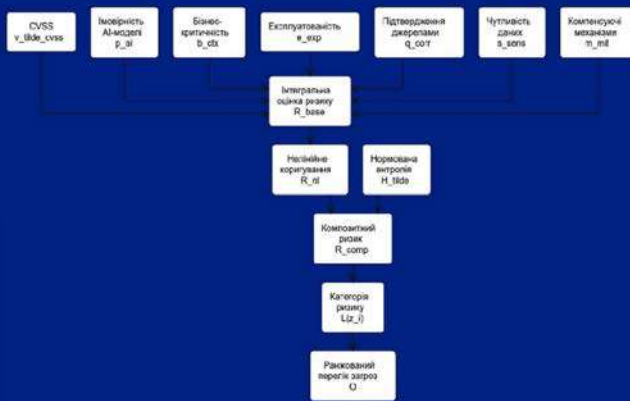 CVSS
v_tilde_cvss
Імовірність
AI-моделі
p_ai
Бізнес-
критичність
b_ctx
Експлуатованість
e_exp
Підтвердження
джерелами
q_corr
Чутливість
даних
s_sens
Компенсуючі
механізми
m_mit
Інтегральна
оцінка ризику
R_base
Нелінійне
коригування
R_nl
Нормована
ентропія
H_tilde
Композитний
ризик
R_comp
Категорія
ризику
L(z_i)
Ранжований
перелік загроз
O